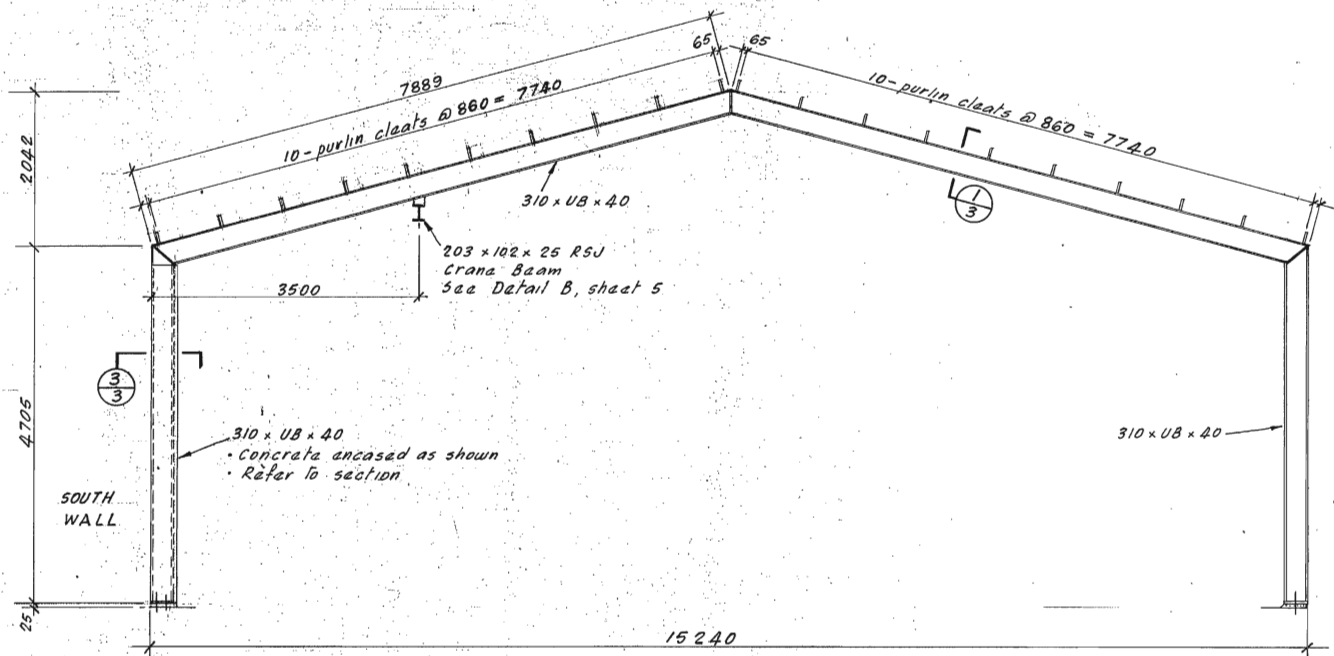 7889
65
65
10-purlin cleats @ 860 = 7740
10-purlin cleats @ 860 = 7740
2042
310 x UB x 40
1
3
203 x 102 x 25 RSJ
Crane Beam
See Detail B, sheet 5
3500
3
3
4705
310 x UB x 40
• Concrete encased as shown
• Refer to section
310 x UB x 40
SOUTH
WALL
25
15240